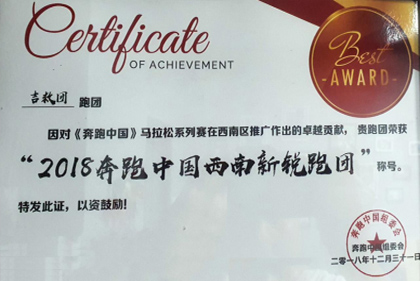 Certificate
OF ACHIEVEMENT
Best
AWARD
吉救团 跑团
因对《奔跑中国》马拉松系列赛在西南区推广作出的卓越贡献，贵跑团荣获
“2018奔跑中国西南新锐跑团”称号。
特发此证，以资鼓励！
奔跑中国组委会
奔跑中国组委会
二零一八年十二月三十一日